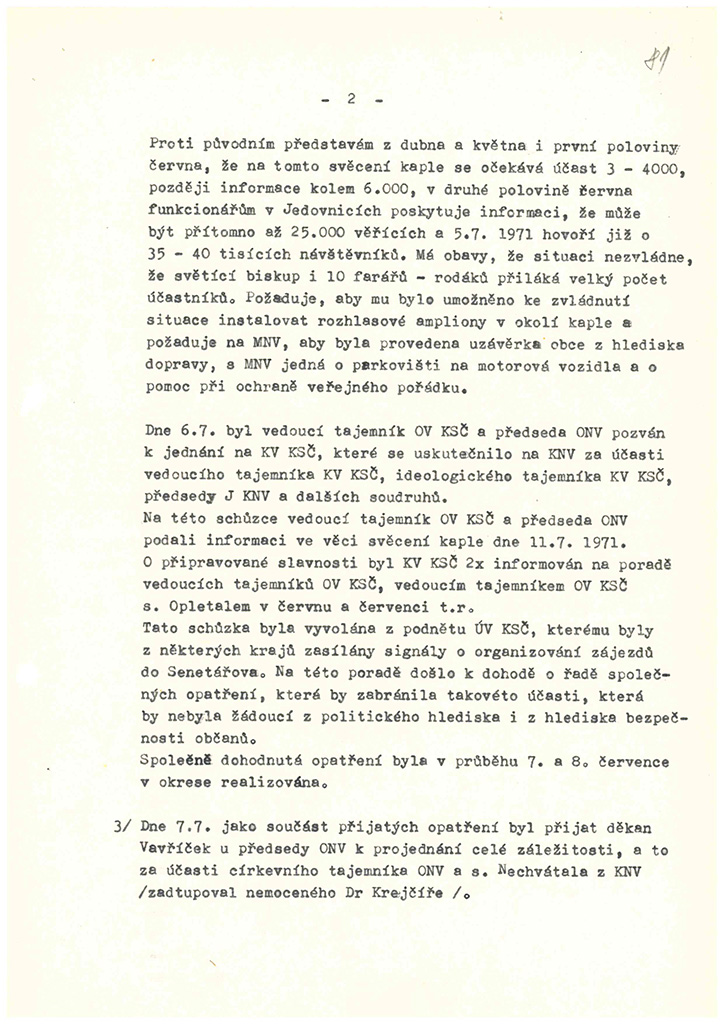 81
- 2 -
Proti původním představám z dubna a května i první poloviny
června, že na tomto svěcení kaple se očekává účast 3 - 4000,
později informace kolem 6.000, v druhé polovině června
funkcionářům v Jedovnicích poskytuje informaci, že může
být přítomno až 25.000 věřících a 5.7. 1971 hovoří již o
35 - 40 tisících návštěvníků. Má obavy, že situaci nezvládne,
že světící biskup i 10 farářů - rodáků přiláká velký počet
účastníků. Požaduje, aby mu bylo umožněno ke zvládnutí
situace instalovat rozhlasové ampliony v okolí kaple a
požaduje na MNV, aby byla provedena uzávěrka obce z hlediska
dopravy, s MNV jedná o parkovišti na motorová vozidla a o
pomoc při ochraně veřejného pořádku.
Dne 6.7. byl vedoucí tajemník OV KSČ a předseda ONV pozván
k jednání na KV KSČ, které se uskutečnilo na KNV za účasti
vedoucího tajemníka KV KSČ, ideologického tajemníka KV KSČ,
předsedy J KNV a dalších soudruhů.
Na této schůzce vedoucí tajemník OV KSČ a předseda ONV
podali informaci ve věci svěcení kaple dne 11.7. 1971.
O připravované slavnosti byl KV KSČ 2x informován na poradě
vedoucích tajemníků OV KSČ, vedoucím tajemníkem OV KSČ
s. Opletalem v červnu a červenci t.r.
Tato schůzka byla vyvolána z podnětu ÚV KSČ, kterému byly
z některých krajů zasílány signály o organizování zájezdů
do Senetářova. Na této poradě došlo k dohodě o řadě společ-
ných opatření, která by zabránila takovéto účasti, která
by nebyla žádoucí z politického hlediska i z hlediska bezpeč-
nosti občanů.
Společně dohodnutá opatření byla v průběhu 7. a 8. července
v okrese realizována.
3/ Dne 7.7. jako součást přijatých opatření byl přijat děkan
Vavříček u předsedy ONV k projednání celé záležitosti, a to
za účasti církevního tajemníka ONV a s. Nechvátala z KNV
/zadtupoval nemoceného Dr Krejčíře /.